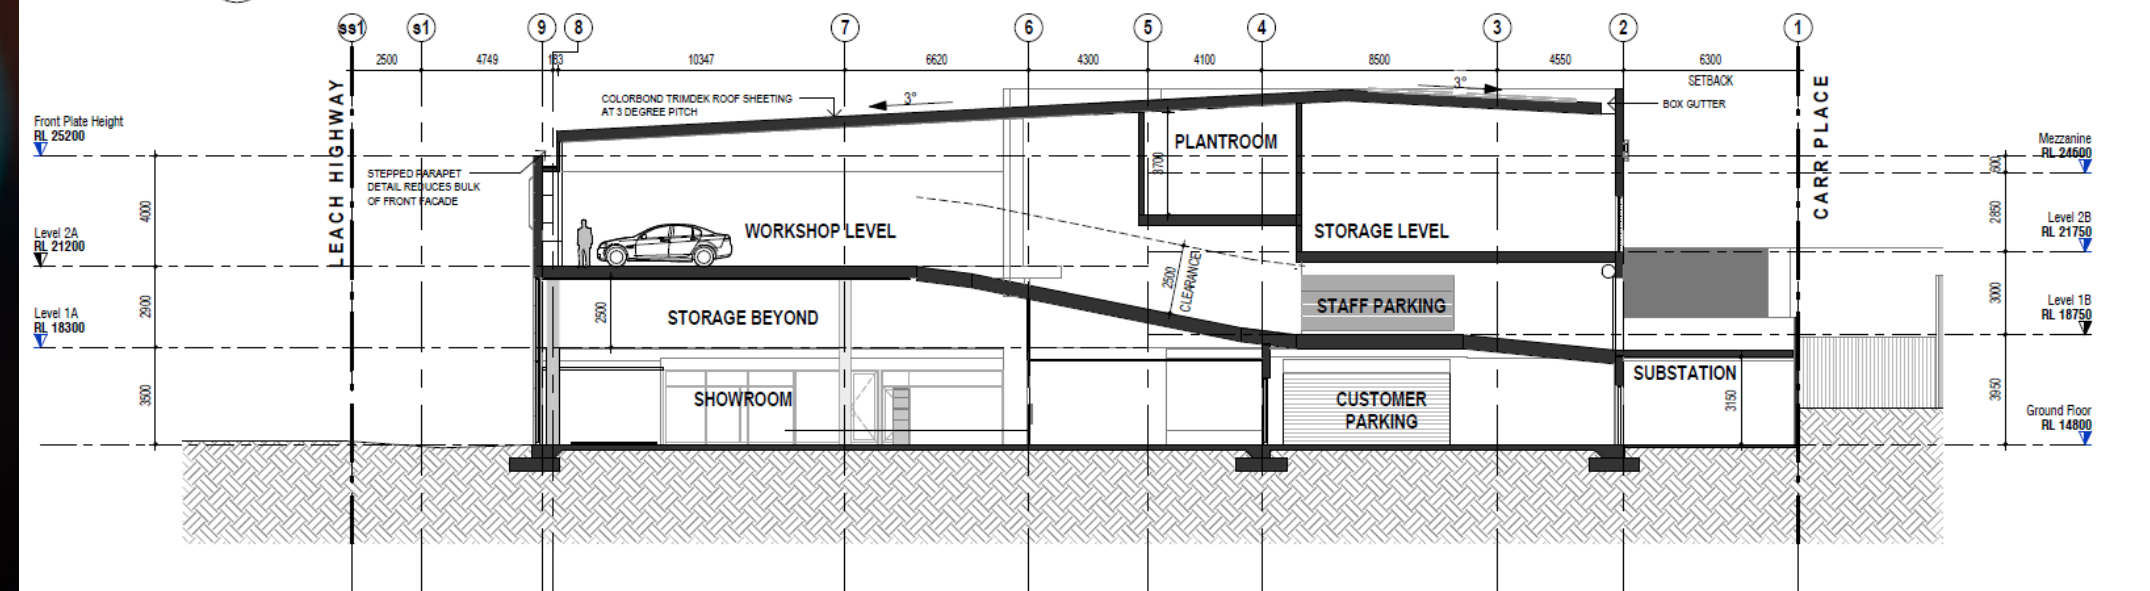 ss1
s1
9
8
7
6
5
4
3
2
1
2500
4749
183
10347
6620
4300
4100
8500
4550
6300
SETBACK
LEACH HIGHWAY
CARR PLACE
COLORBOND TRIMDEK ROOF SHEETING
AT 3 DEGREE PITCH
3°
3°
BOX GUTTER
Front Plate Height
RL 25200
STEPPED PARAPET
DETAIL REDUCES BULK
OF FRONT FACADE
PLANTROOM
3700
Mezzanine
RL 24600
600
4000
2850
Level 2A
RL 21200
WORKSHOP LEVEL
STORAGE LEVEL
Level 2B
RL 21750
2500
CLEARANCE
2900
2500
STORAGE BEYOND
STAFF PARKING
3000
Level 1A
RL 18300
Level 1B
RL 18750
3500
SHOWROOM
CUSTOMER
PARKING
SUBSTATION
3150
3950
Ground Floor
RL 14800